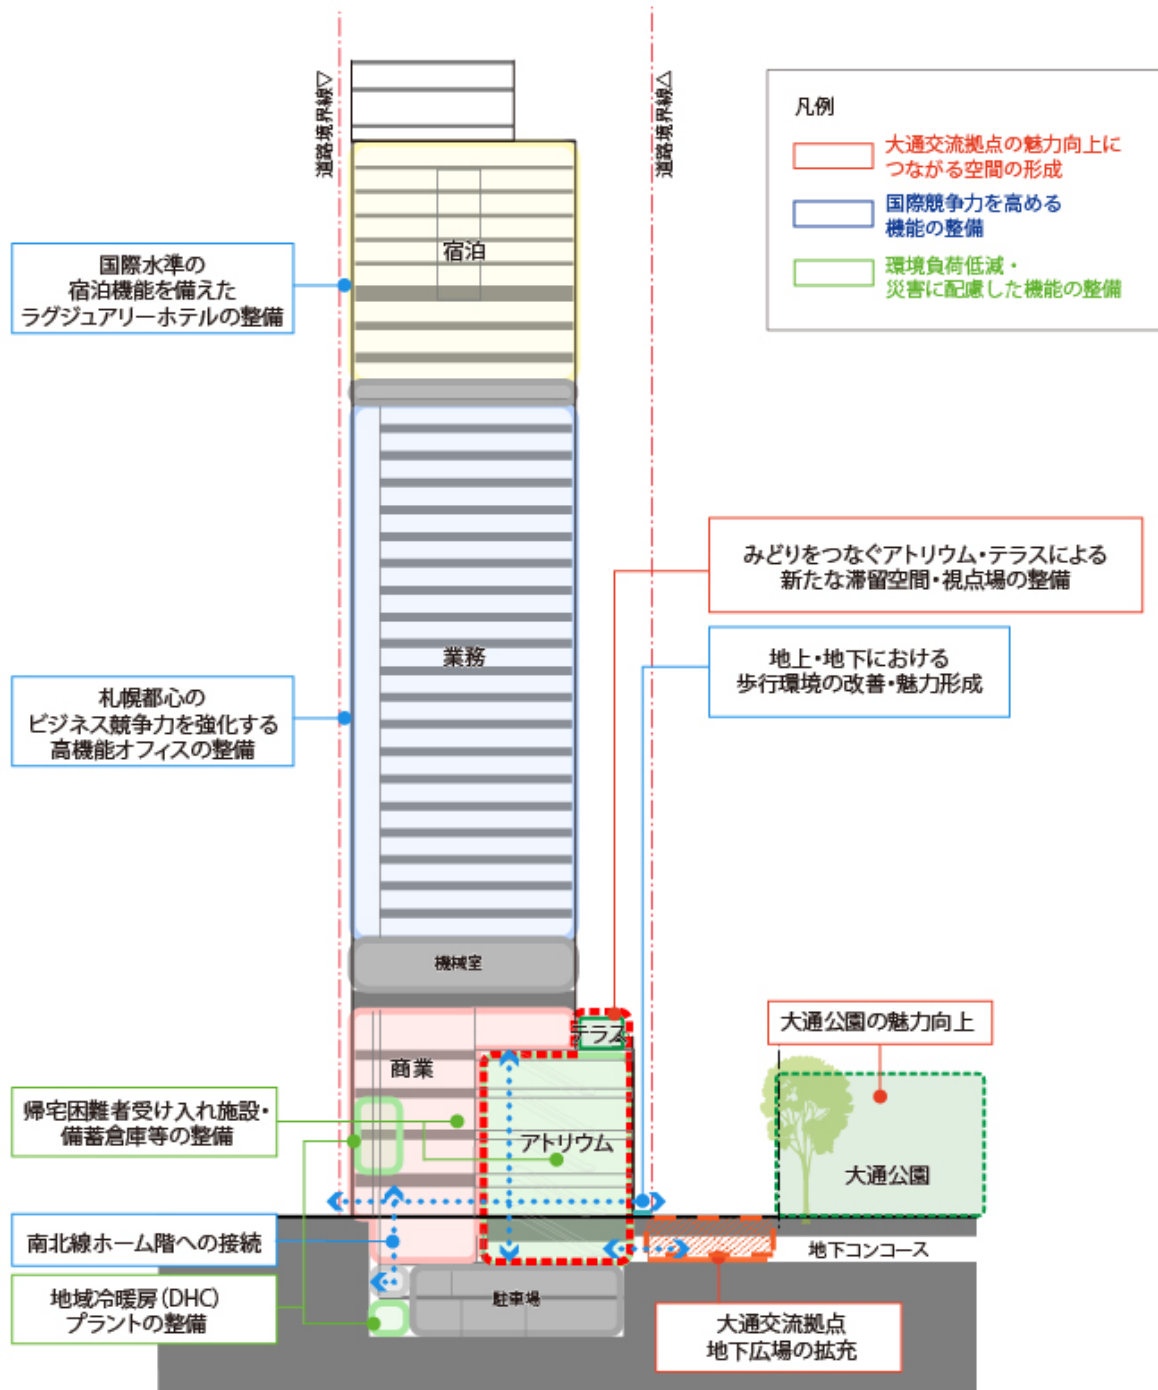 道路境界線▽
道路境界線△
凡例
大通交流拠点の魅力向上に
つながる空間の形成
国際競争力を高める
機能の整備
環境負荷低減・
災害に配慮した機能の整備
宿泊
国際水準の
宿泊機能を備えた
ラグジュアリーホテルの整備
みどりをつなぐアトリウム・テラスによる
新たな滞留空間・視点場の整備
業務
地上・地下における
歩行環境の改善・魅力形成
札幌都心の
ビジネス競争力を強化する
高機能オフィスの整備
機械室
テラス
大通公園の魅力向上
商業
帰宅困難者受け入れ施設・
備蓄倉庫等の整備
アトリウム
大通公園
南北線ホーム階への接続
地下コンコース
地域冷暖房(DHC)
プラントの整備
駐車場
大通交流拠点
地下広場の拡充